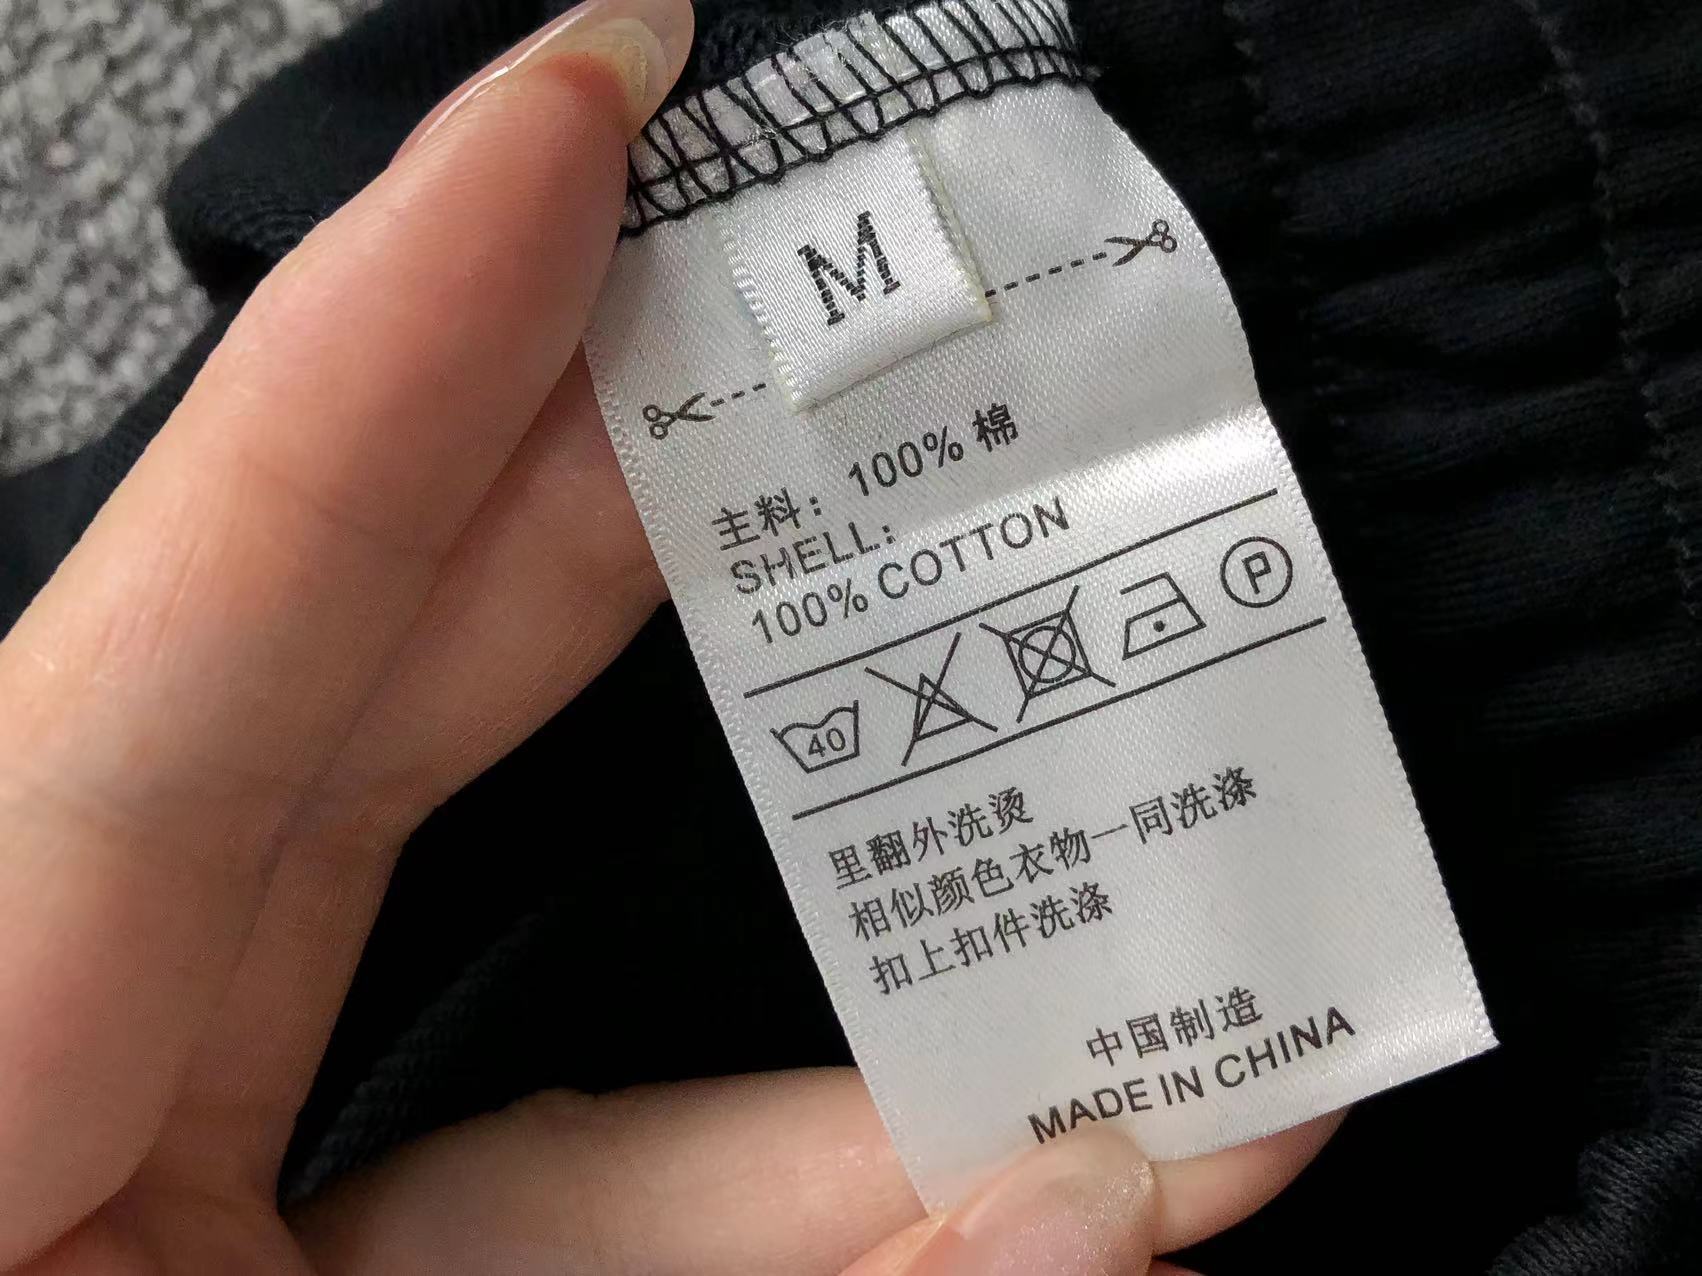 M
主料：100% 棉
SHELL:
100% COTTON
40
P
里翻外洗烫
相似颜色衣物一同洗涤
扣上扣件洗涤
中国制造
MADE IN CHINA